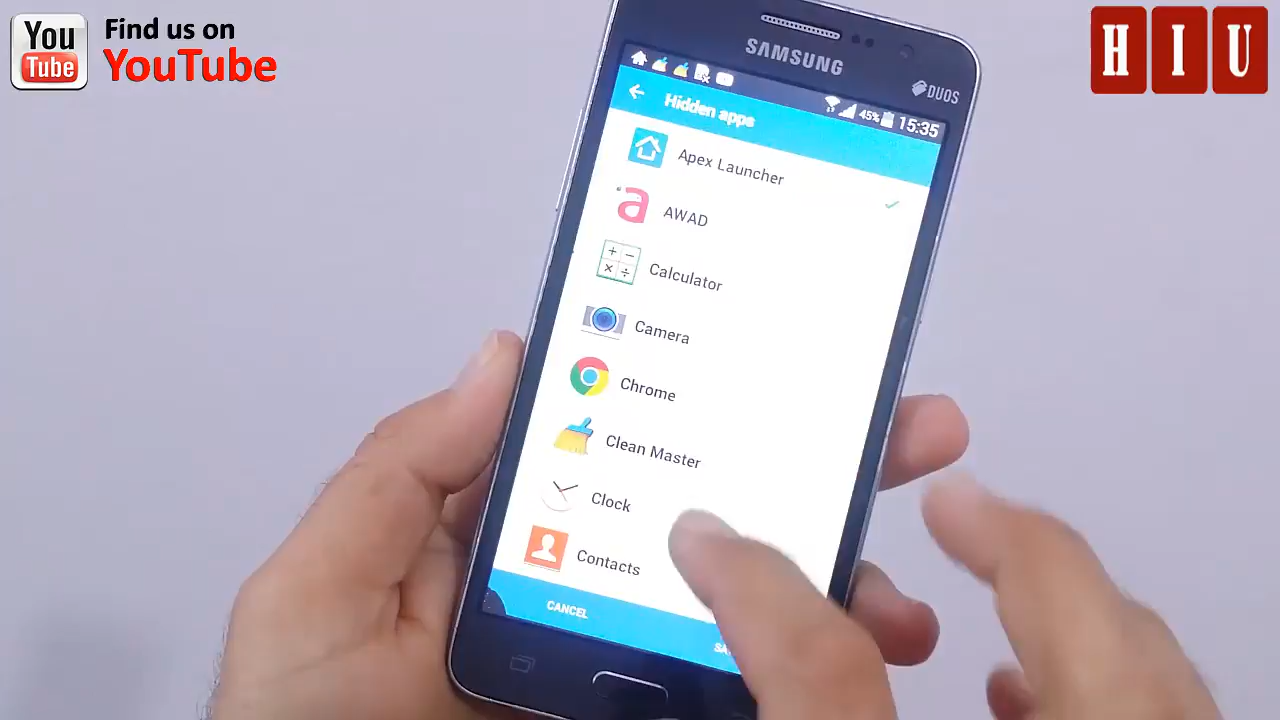 You
Tube
Find us on
YouTube
H I U
SAMSUNG
DUOS
45% 15:35
Hidden apps
Apex Launcher
a
AWAD
Calculator
Camera
Chrome
Clean Master
Clock
Contacts
CANCEL